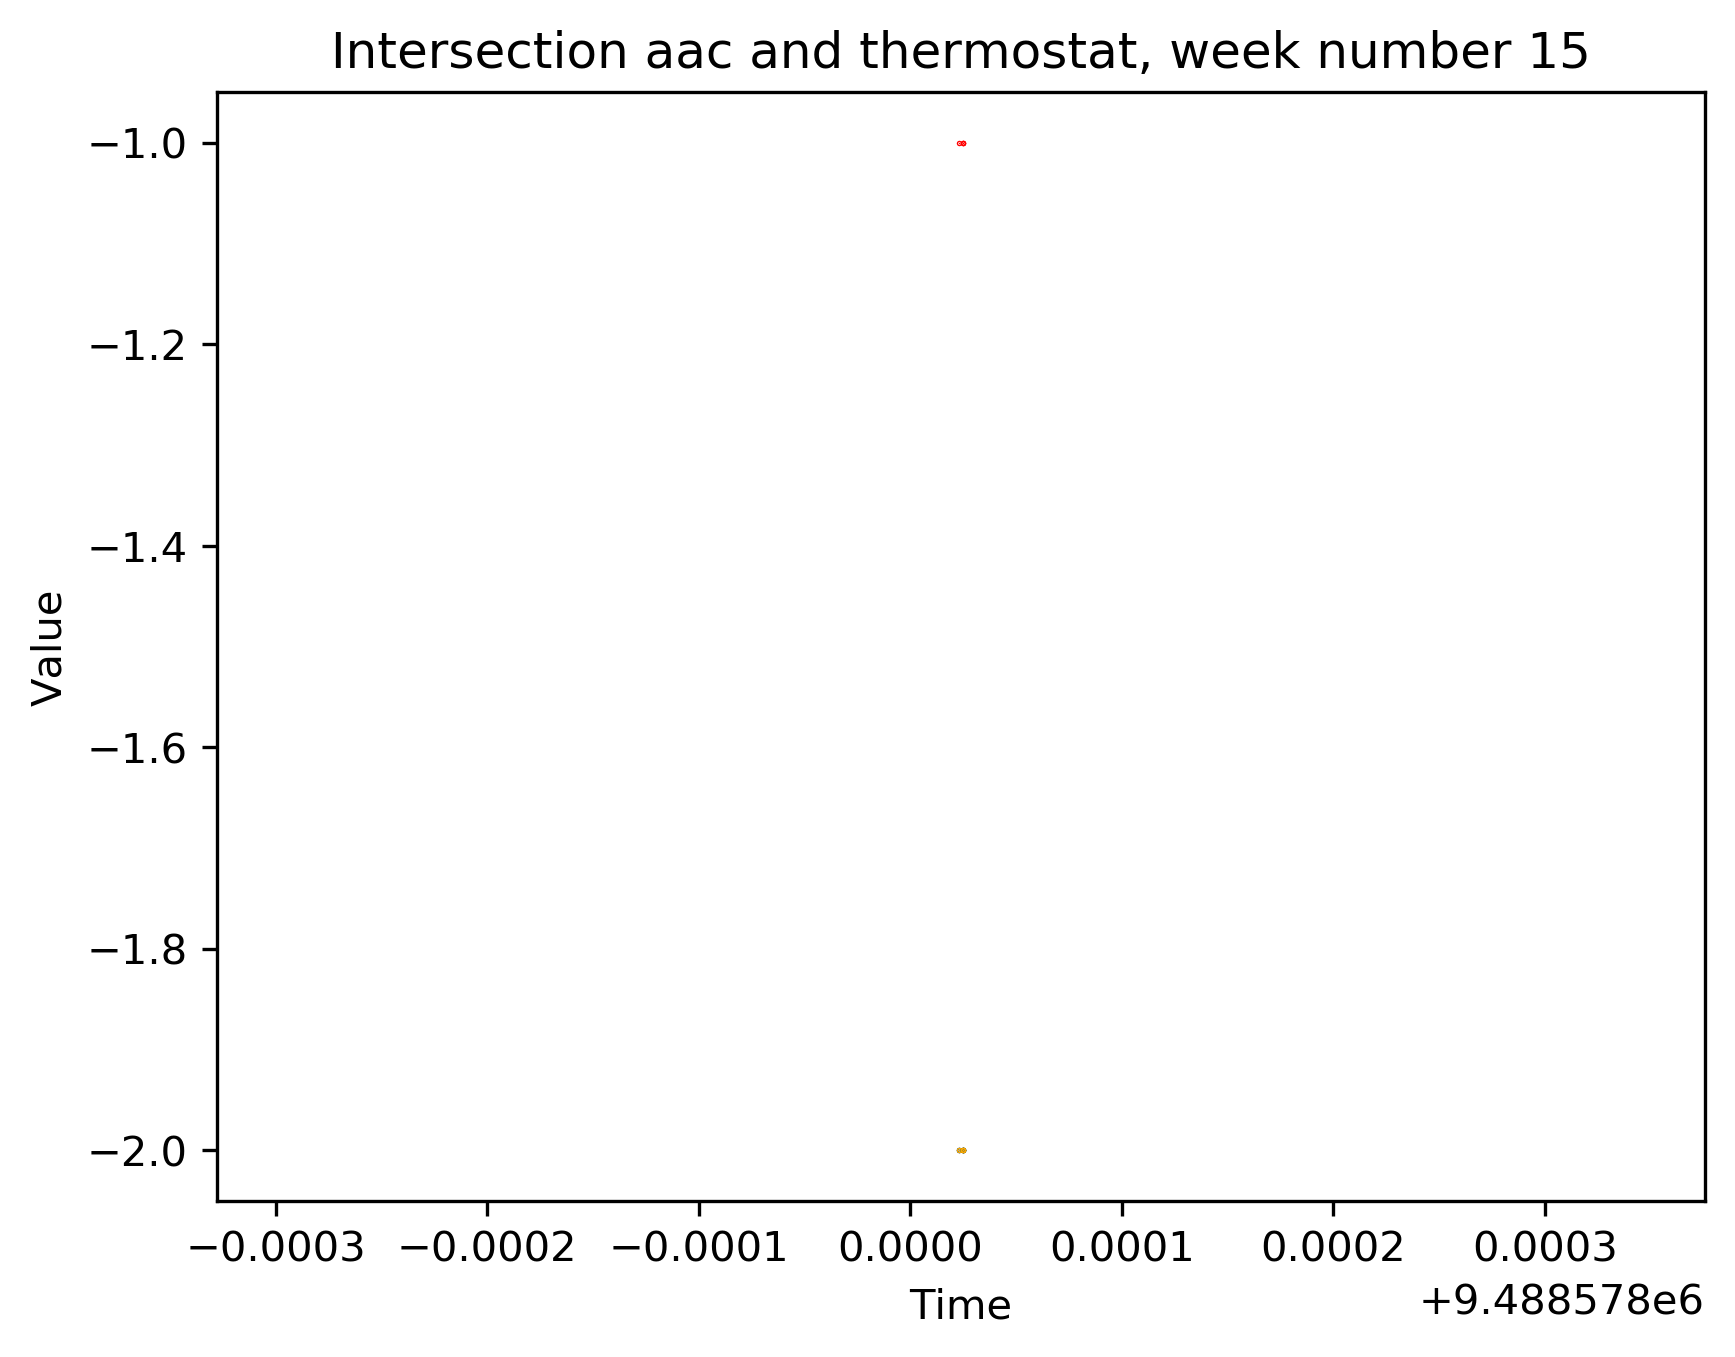 Intersection aac and thermostat, week number 15
−1.0
−1.2
−1.4
−1.6
−1.8
−2.0
Value
−0.0003 −0.0002 −0.0001 0.0000 0.0001 0.0002 0.0003
+9.488578e6
Time